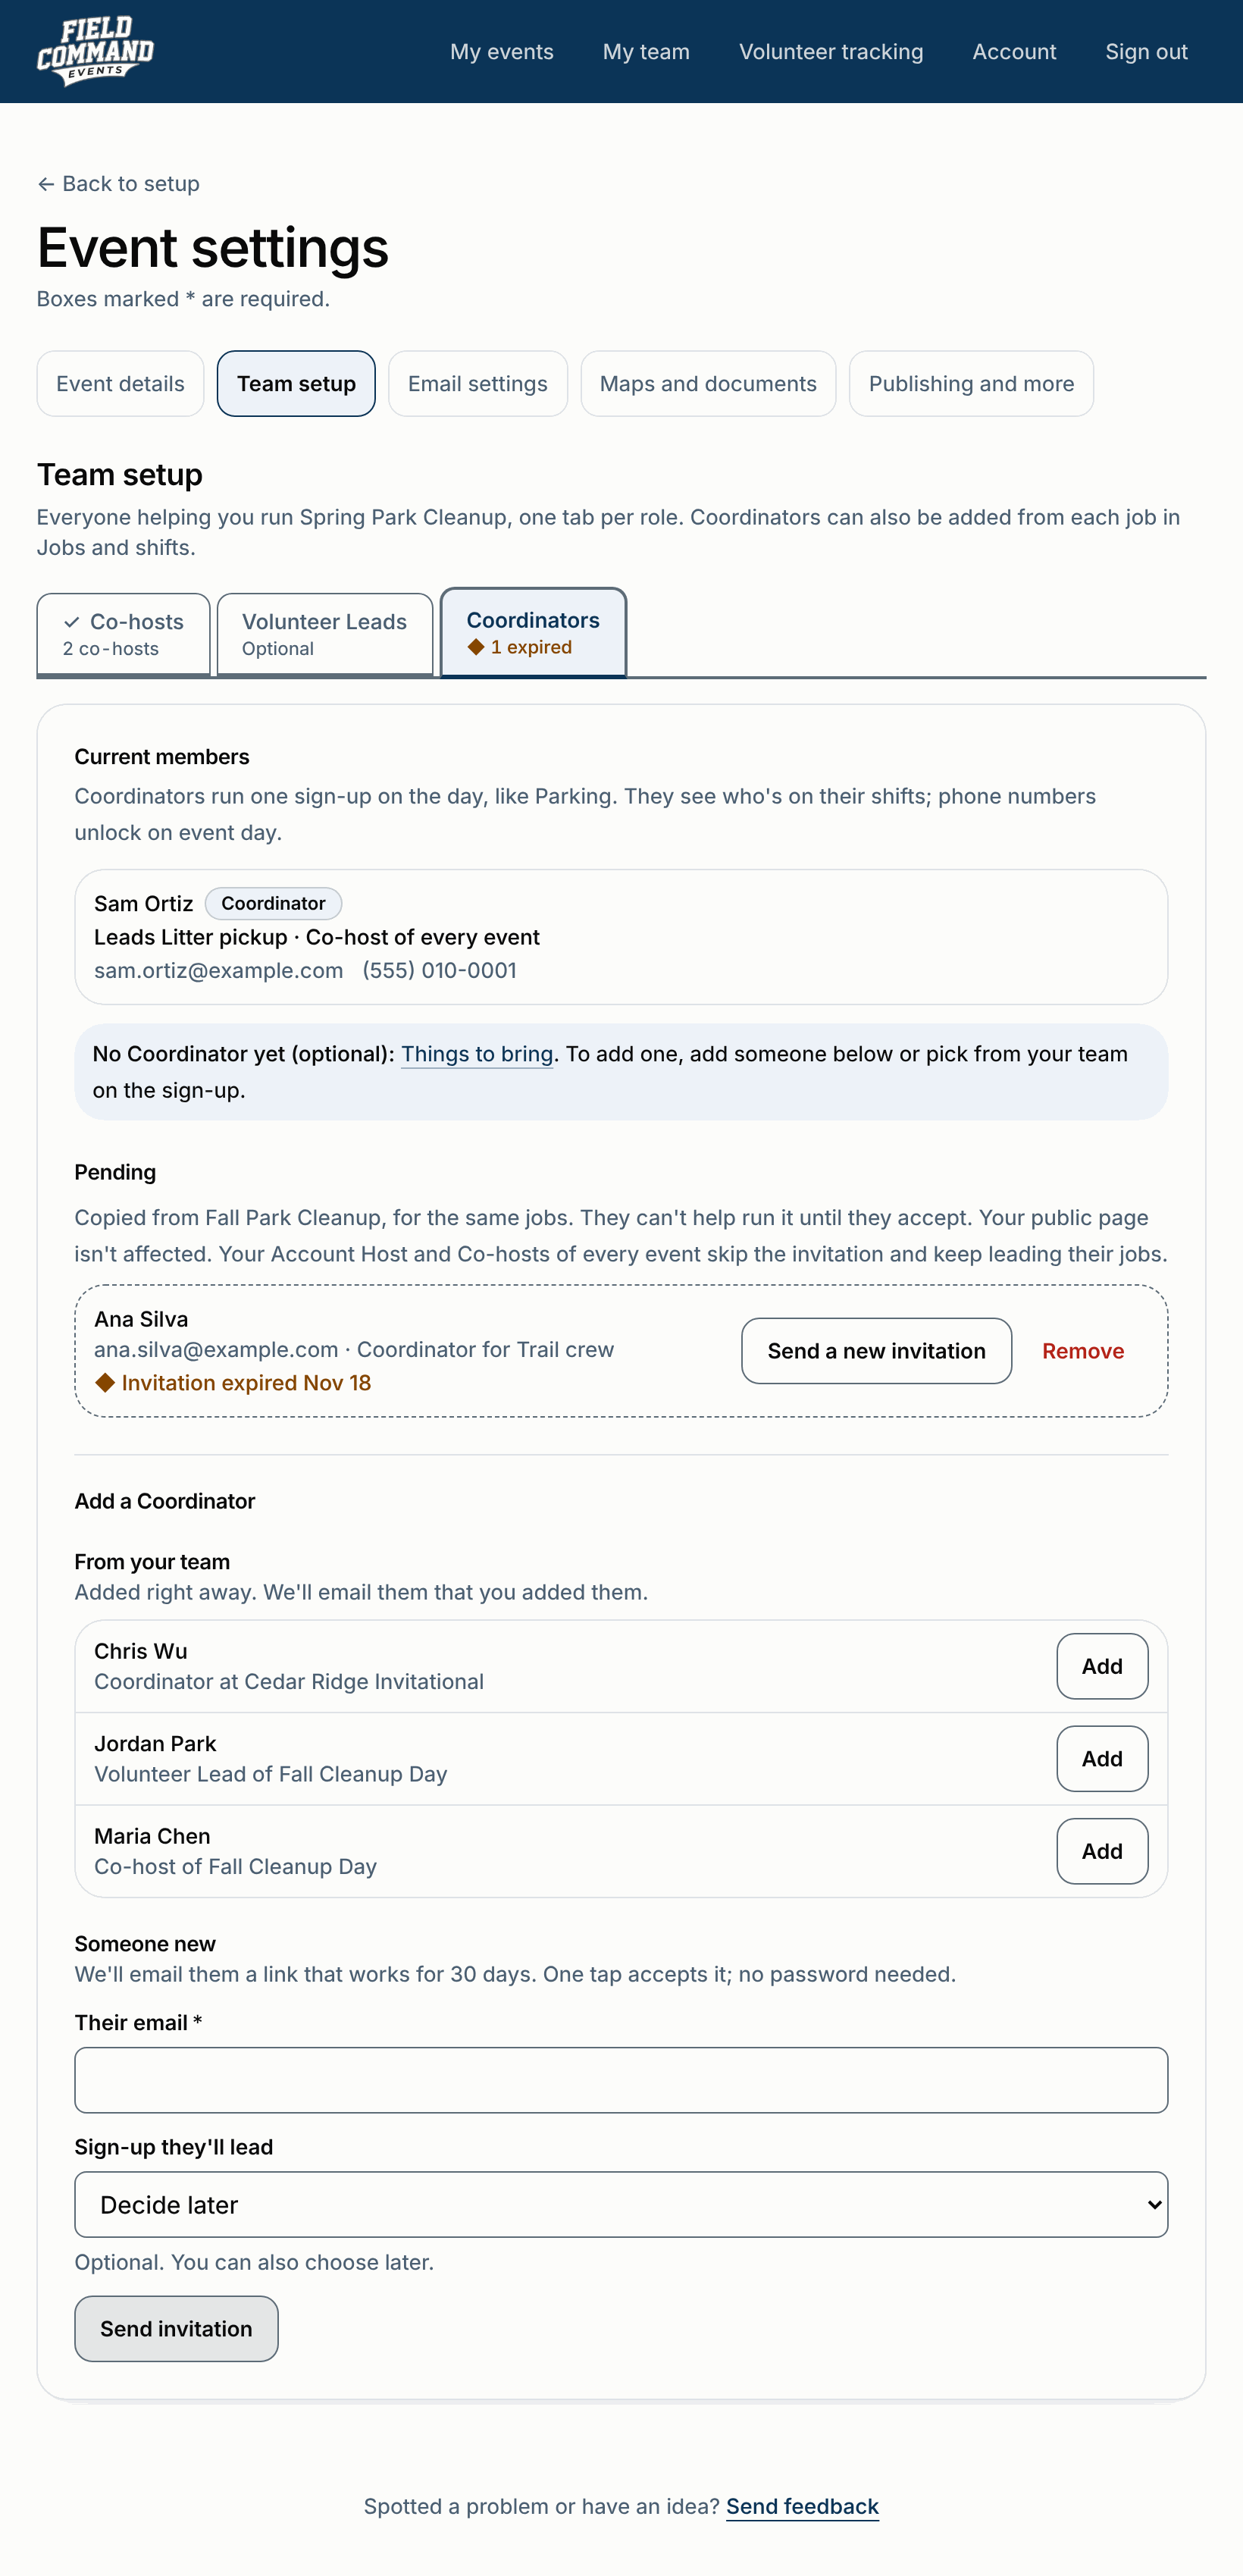 FIELD
COMMAND
EVENTS
My events
My team
Volunteer tracking
Account
Sign out
← Back to setup
Event settings
Boxes marked * are required.
Event details
Team setup
Email settings
Maps and documents
Publishing and more
Team setup
Everyone helping you run Spring Park Cleanup, one tab per role. Coordinators can also be added from each job in
Jobs and shifts.
✓ Co-hosts
2 co-hosts
Volunteer Leads
Optional
Coordinators
◆ 1 expired
Current members
Coordinators run one sign-up on the day, like Parking. They see who's on their shifts; phone numbers
unlock on event day.
Sam Ortiz Coordinator
Leads Litter pickup · Co-host of every event
sam.ortiz@example.com (555) 010-0001
No Coordinator yet (optional): Things to bring. To add one, add someone below or pick from your team
on the sign-up.
Pending
Copied from Fall Park Cleanup, for the same jobs. They can't help run it until they accept. Your public page
isn't affected. Your Account Host and Co-hosts of every event skip the invitation and keep leading their jobs.
Ana Silva
ana.silva@example.com · Coordinator for Trail crew
◆ Invitation expired Nov 18
Send a new invitation
Remove
Add a Coordinator
From your team
Added right away. We'll email them that you added them.
Chris Wu
Coordinator at Cedar Ridge Invitational
Add
Jordan Park
Volunteer Lead of Fall Cleanup Day
Add
Maria Chen
Co-host of Fall Cleanup Day
Add
Someone new
We'll email them a link that works for 30 days. One tap accepts it; no password needed.
Their email *
Sign-up they'll lead
Decide later
Optional. You can also choose later.
Send invitation
Spotted a problem or have an idea? Send feedback